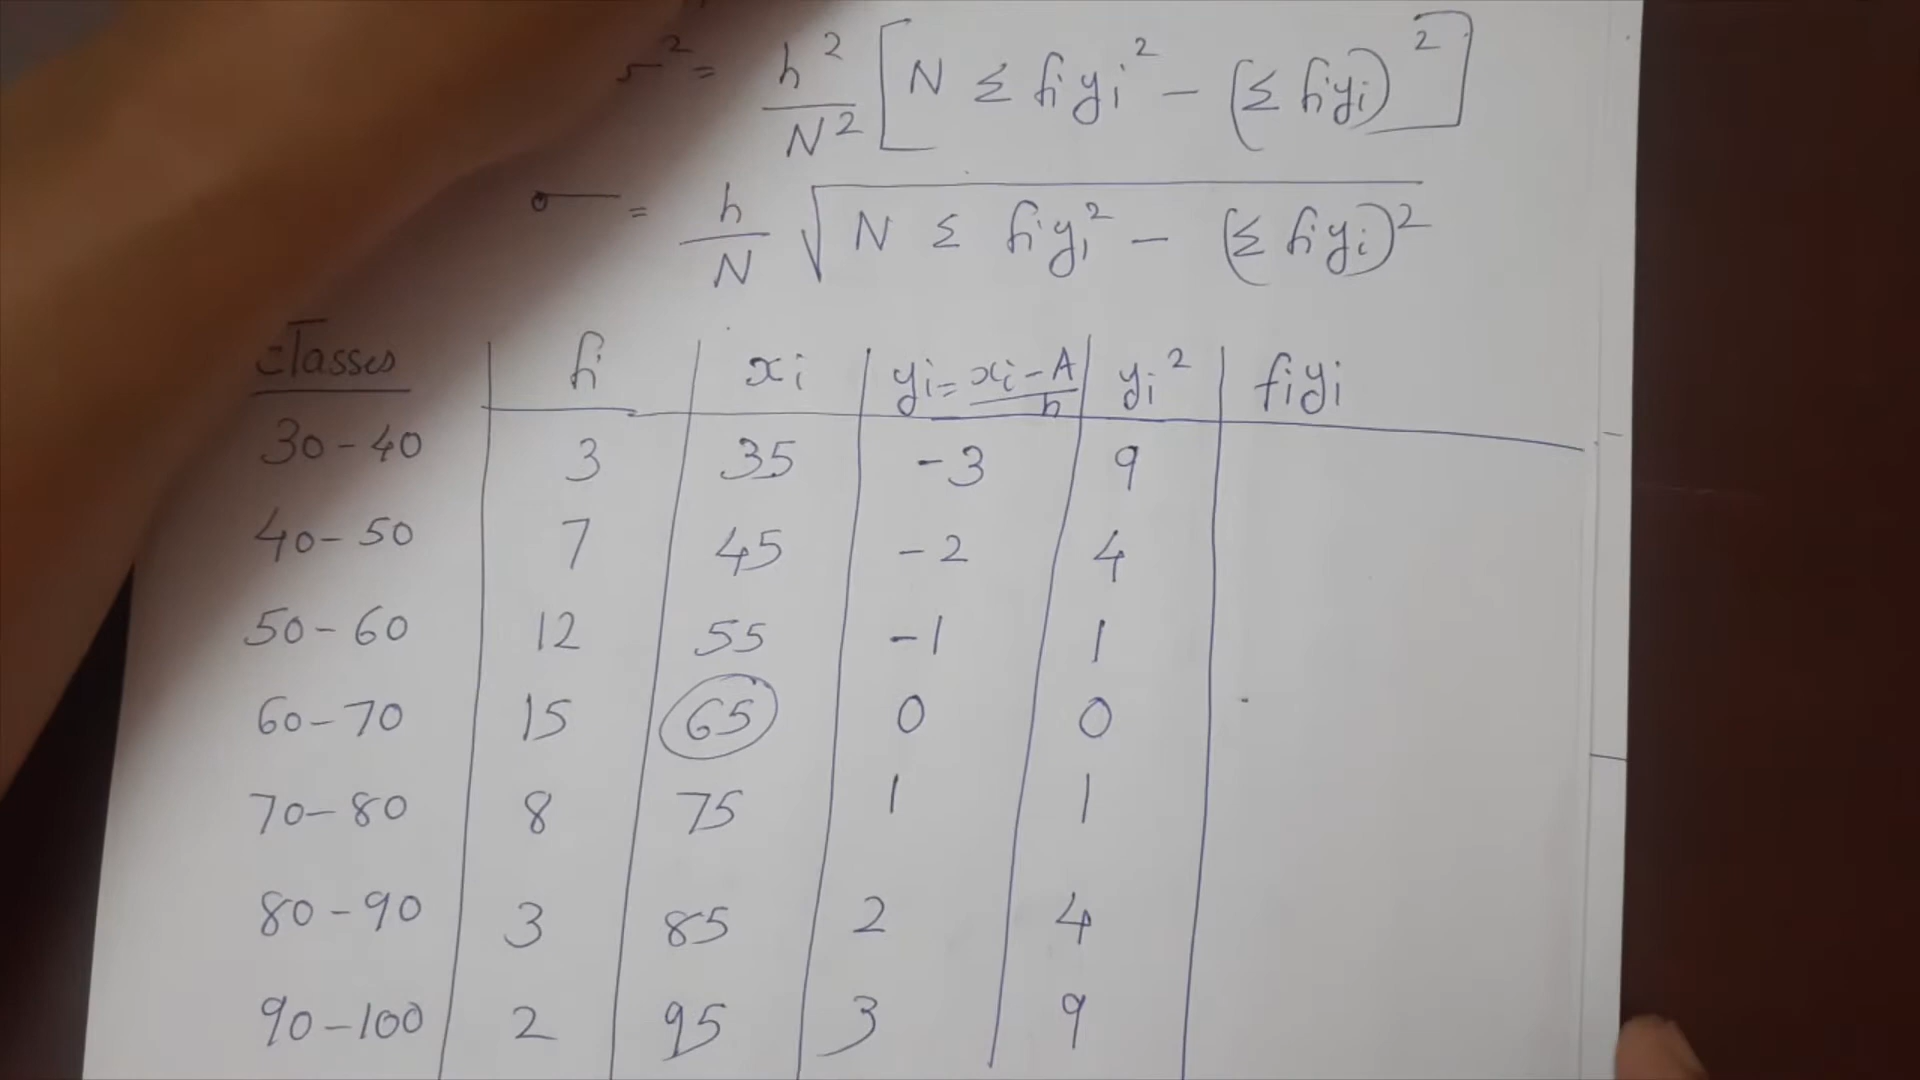 σ² = h²/N² [N Σ fiyi² - (Σ fiyi)²]
σ = h/N √N Σ fiyi² - (Σ fiyi)²
classes fi xi yi = xi-A/h yi² fiyi
30-40 3 35 -3 9
40-50 7 45 -2 4
50-60 12 55 -1 1
60-70 15 65 0 0
70-80 8 75 1 1
80-90 3 85 2 4
90-100 2 95 3 9